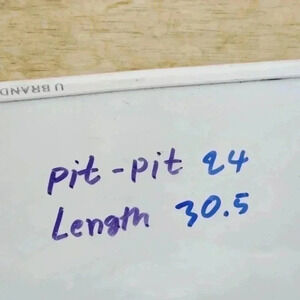 U BRAND
pit-pit 24
Length 30.5